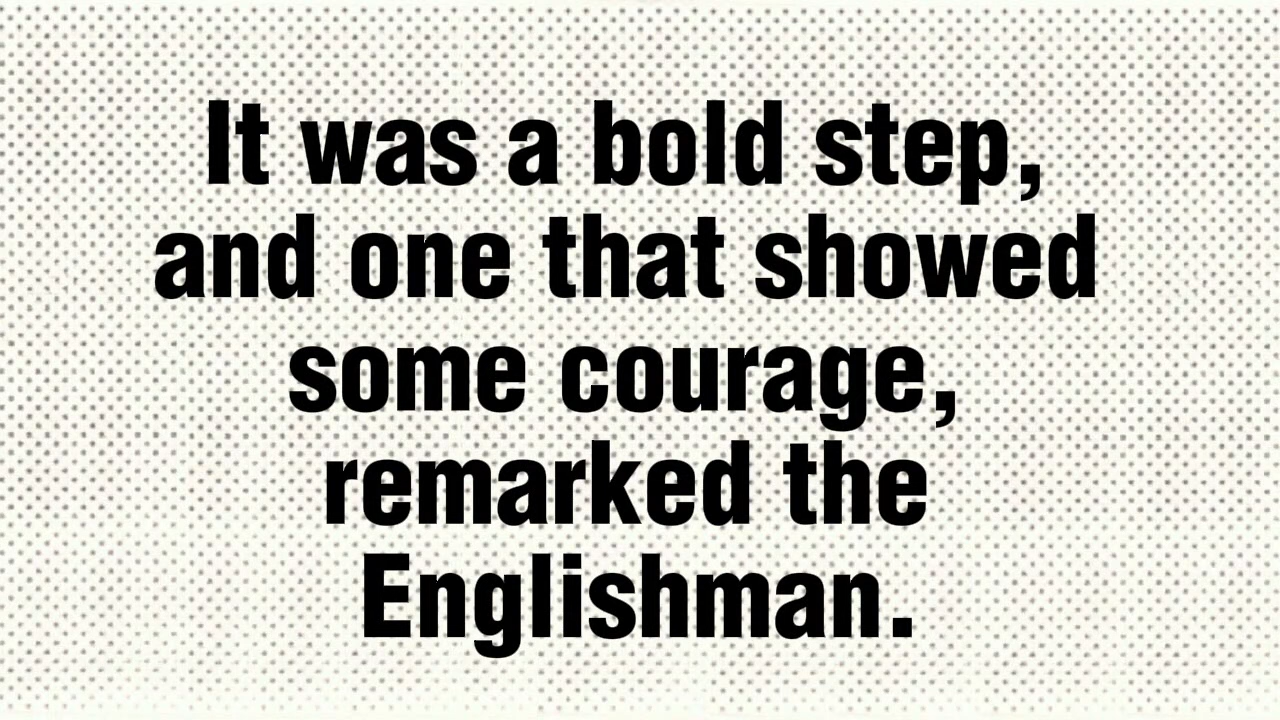 It was a bold step,
and one that showed
some courage,
remarked the
Englishman.